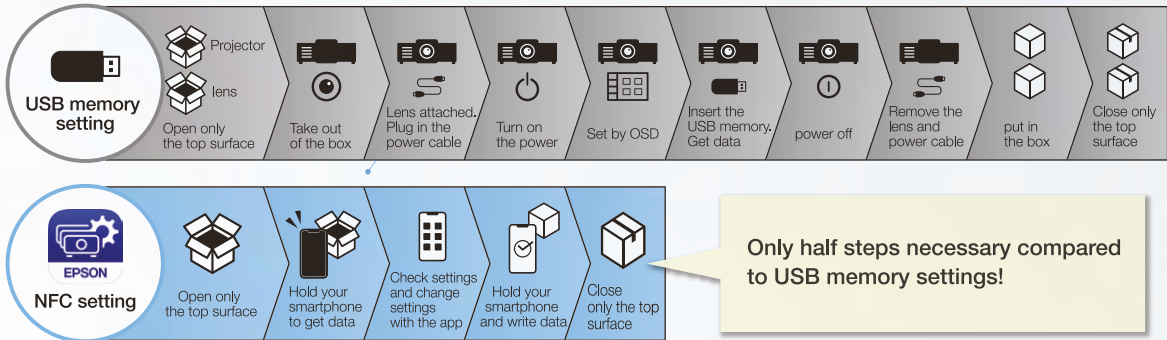 USB memory
setting
Projector
lens
Open only
the top surface
Take out
of the box
Lens attached.
Plug in the
power cable
Turn on
the power
Set by OSD
Insert the
USB memory.
Get data
power off
Remove the
lens and
power cable
put in
the box
Close only
the top
surface
EPSON
NFC setting
Open only
the top surface
Hold your
smartphone
to get data
Check settings
and change
settings
with the app
Hold your
smartphone
and write data
Close
only the top
surface
Only half steps necessary compared
to USB memory settings!